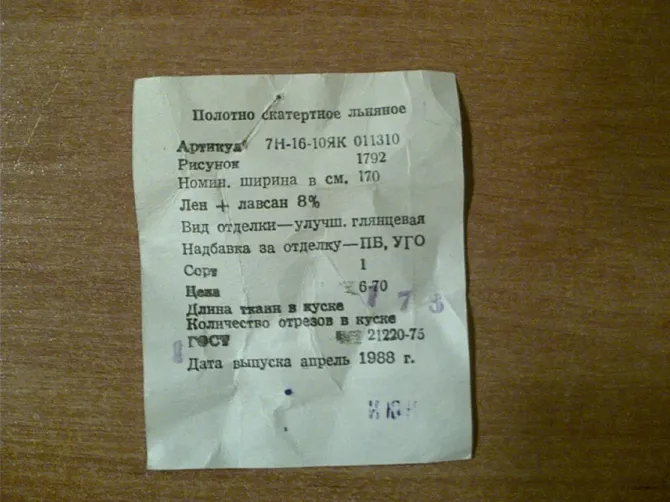 Полотно скатертное льняное
Артикул 7Н-16-10ЯК 011310
Рисунок 1792
Номин. ширина в см. 170
Лен + лавсан 8%
Вид отделки—улучш. глянцевая
Надбавка за отделку—ПБ, УГО
Сорт 1
Цена 6-70
Длина ткани в куске
Количество отрезов в куске
ГОСТ 21220-75
Дата выпуска апрель 1988 г.